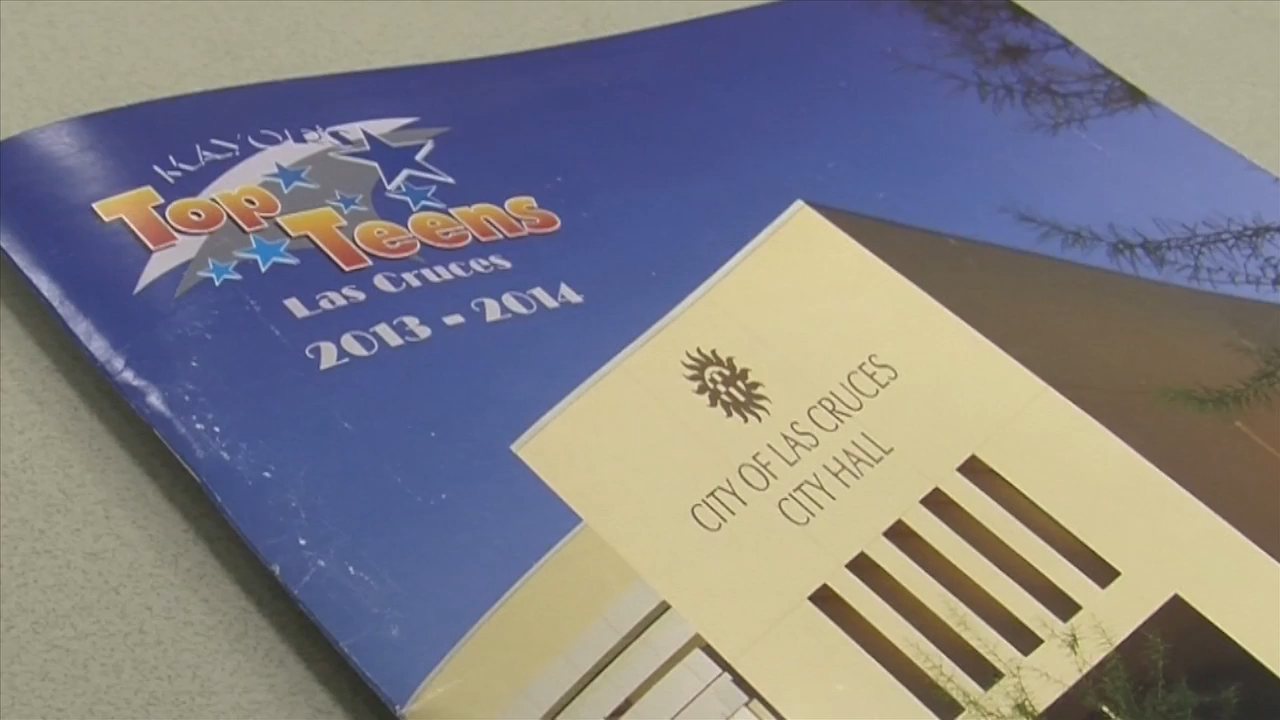 MAYOR'S
Top
Teens
Las Cruces
2013 - 2014
CITY OF LAS CRUCES
CITY HALL